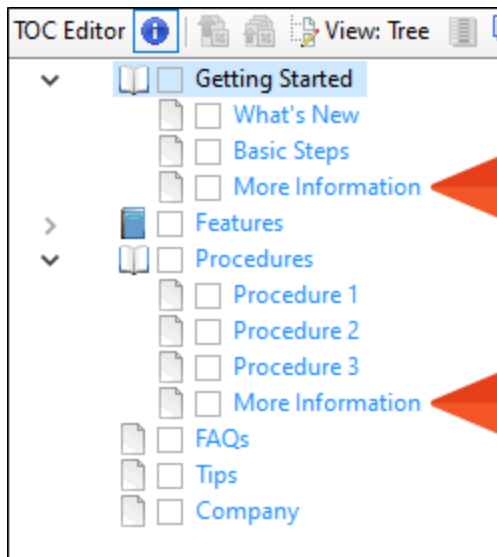 TOC Editor View: Tree
Getting Started
What's New
Basic Steps
More Information
Features
Procedures
Procedure 1
Procedure 2
Procedure 3
More Information
FAQs
Tips
Company